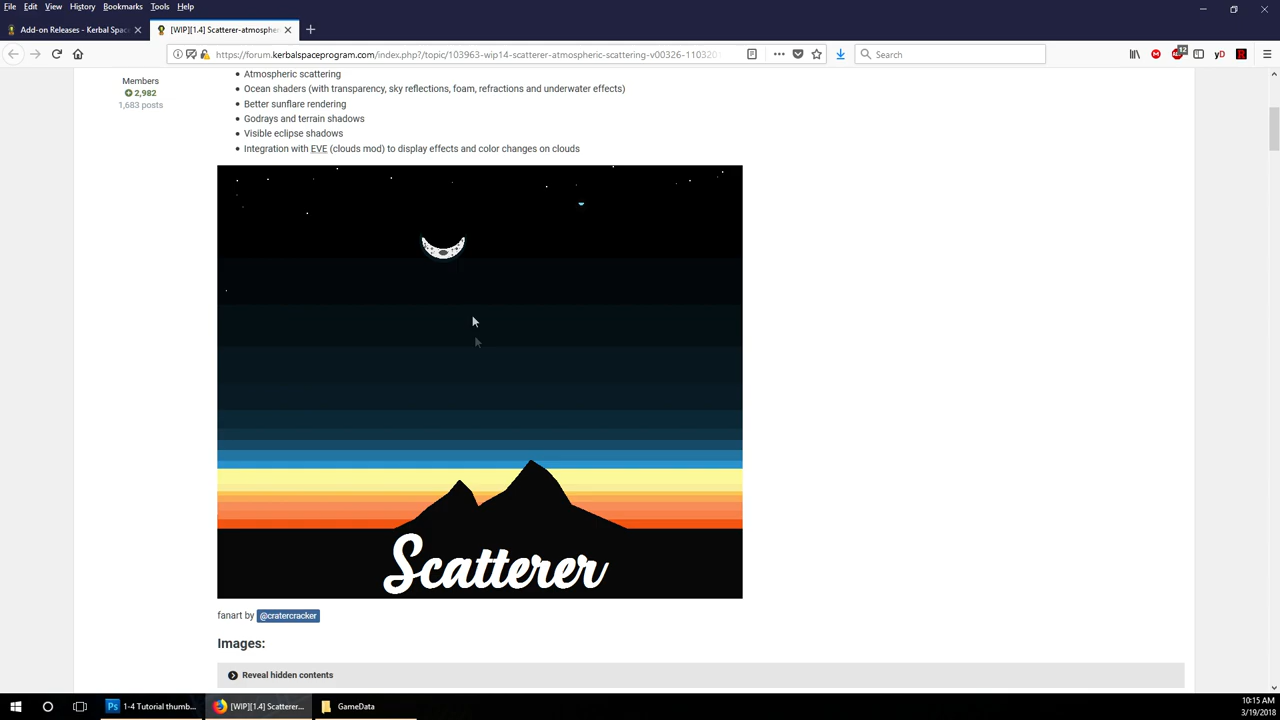 File Edit View History Bookmarks Tools Help
Add-on Releases - Kerbal Spac
[WIP][1.4] Scatterer-atmosphe
https://forum.kerbalspaceprogram.com/index.php?/topic/103963-wip14-scatterer-atmospheric-scattering-v00326-110320
Search
12
yD
Members
2,982
1,683 posts
Atmospheric scattering
Ocean shaders (with transparency, sky reflections, foam, refractions and underwater effects)
Better sunflare rendering
Godrays and terrain shadows
Visible eclipse shadows
Integration with EVE (clouds mod) to display effects and color changes on clouds
Scatterer
fanart by @cratercracker
Images:
Reveal hidden contents
Ps 1-4 Tutorial thumb...
[WIP][1.4] Scatterer...
GameData
10:15 AM
3/19/2018